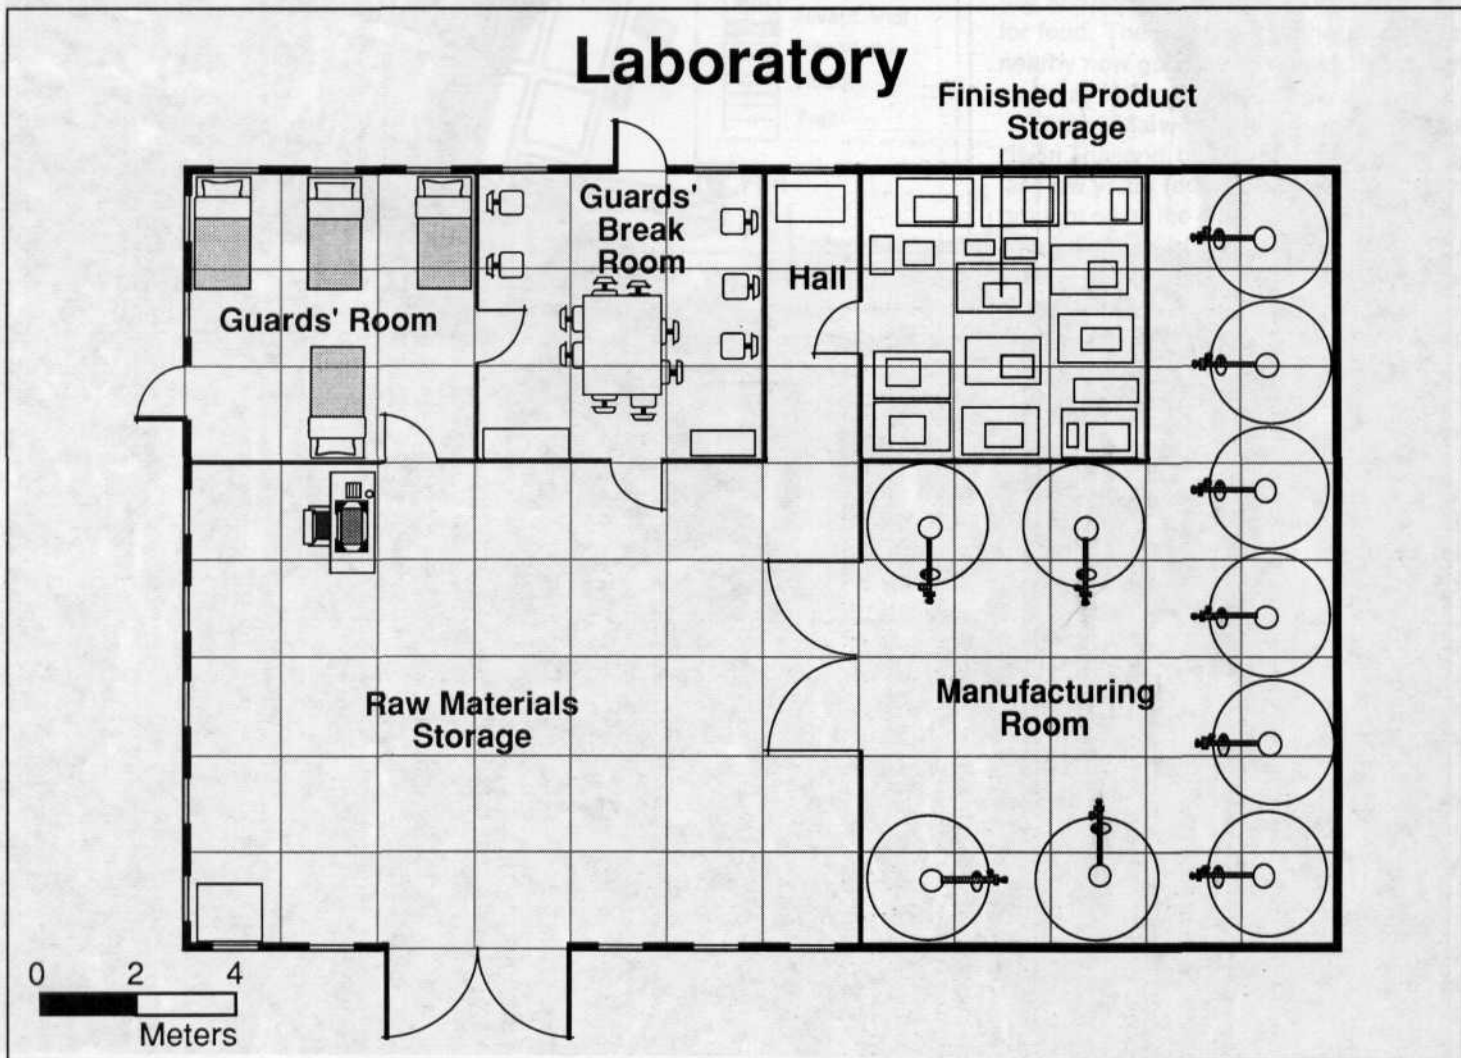 Laboratory
Finished Product
Storage
Guards'
Break
Room
Hall
Guards' Room
Raw Materials
Storage
Manufacturing
Room
0 2 4
Meters